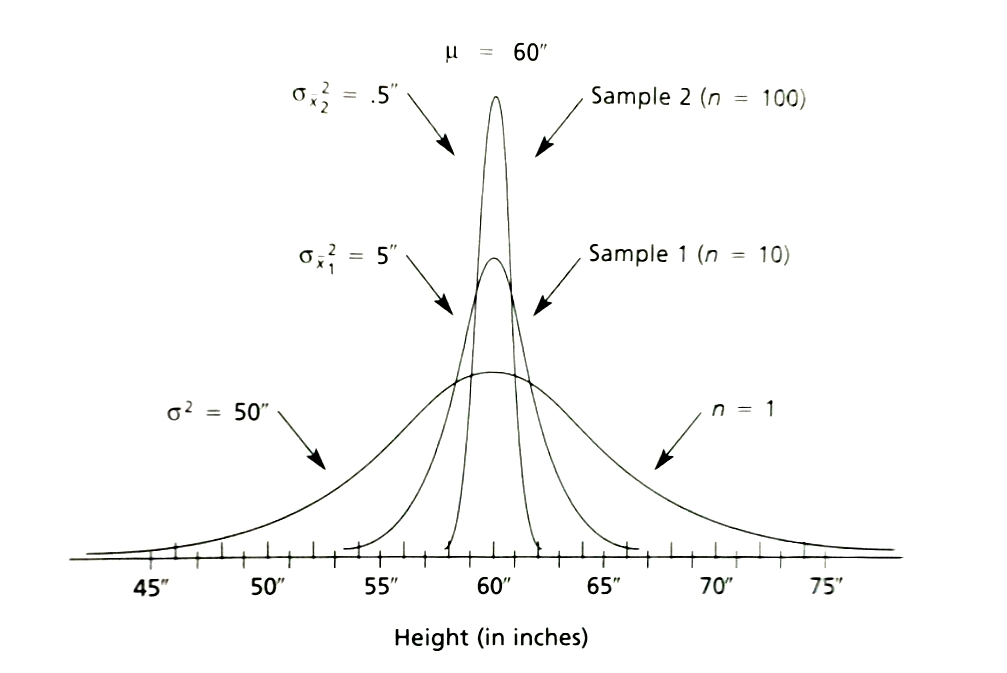 μ = 60″
σx̄₂² = .5″ Sample 2 (n = 100)
σx̄₁² = 5″ Sample 1 (n = 10)
σ² = 50″ n = 1
45″ 50″ 55″ 60″ 65″ 70″ 75″
Height (in inches)